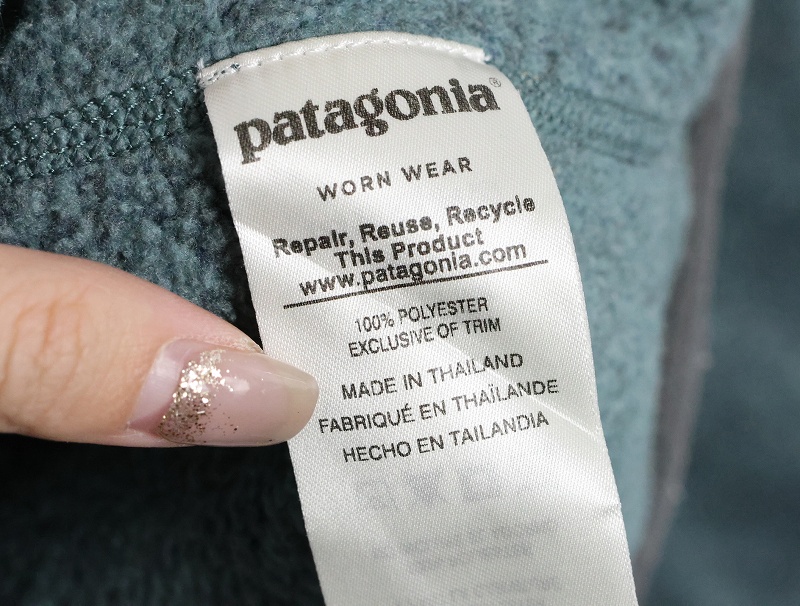 patagonia®
WORN WEAR
Repair, Reuse, Recycle
This Product
www.patagonia.com
100% POLYESTER
EXCLUSIVE OF TRIM
MADE IN THAILAND
FABRIQUÉ EN THAÏLANDE
HECHO EN TAILANDIA